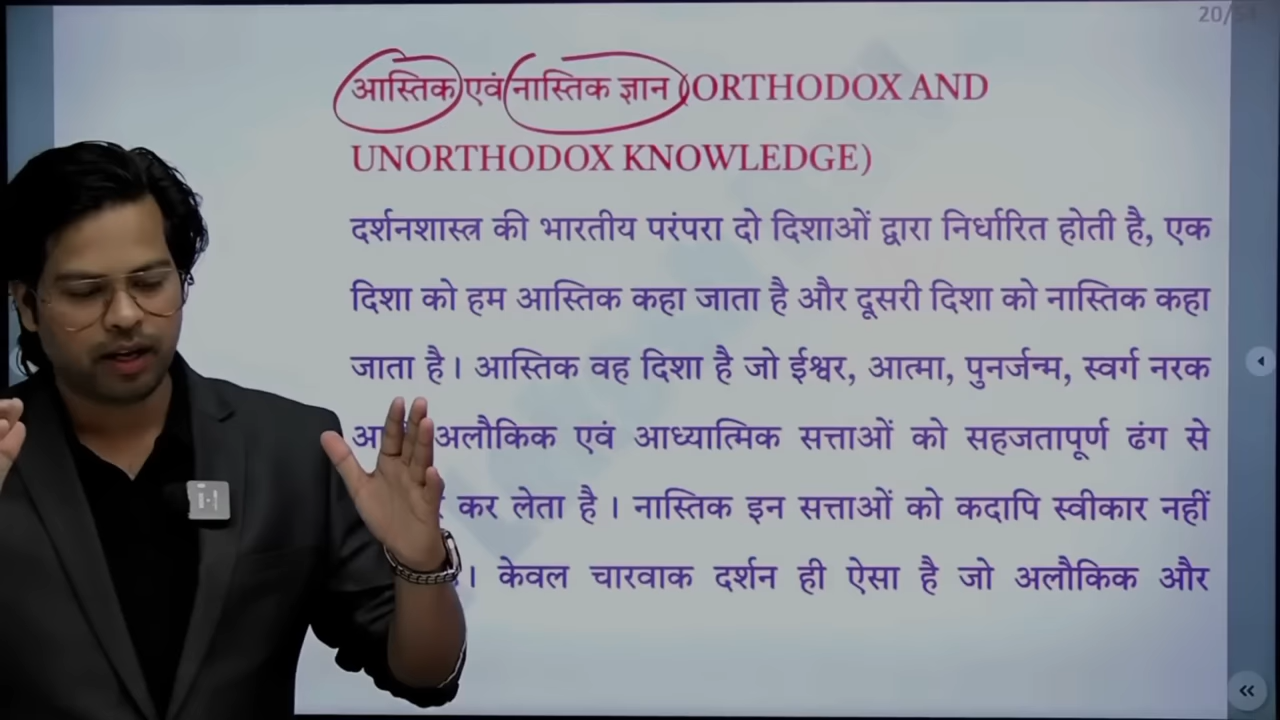 20/51
आस्तिक एवं नास्तिक ज्ञान (ORTHODOX AND
UNORTHODOX KNOWLEDGE)
दर्शनशास्त्र की भारतीय परंपरा दो दिशाओं द्वारा निर्धारित होती है, एक
दिशा को हम आस्तिक कहा जाता है और दूसरी दिशा को नास्तिक कहा
जाता है। आस्तिक वह दिशा है जो ईश्वर, आत्मा, पुनर्जन्म, स्वर्ग नरक
अलौकिक एवं आध्यात्मिक सत्ताओं को सहजतापूर्ण ढंग से
कर लेता है। नास्तिक इन सत्ताओं को कदापि स्वीकार नहीं
। केवल चारवाक दर्शन ही ऐसा है जो अलौकिक और